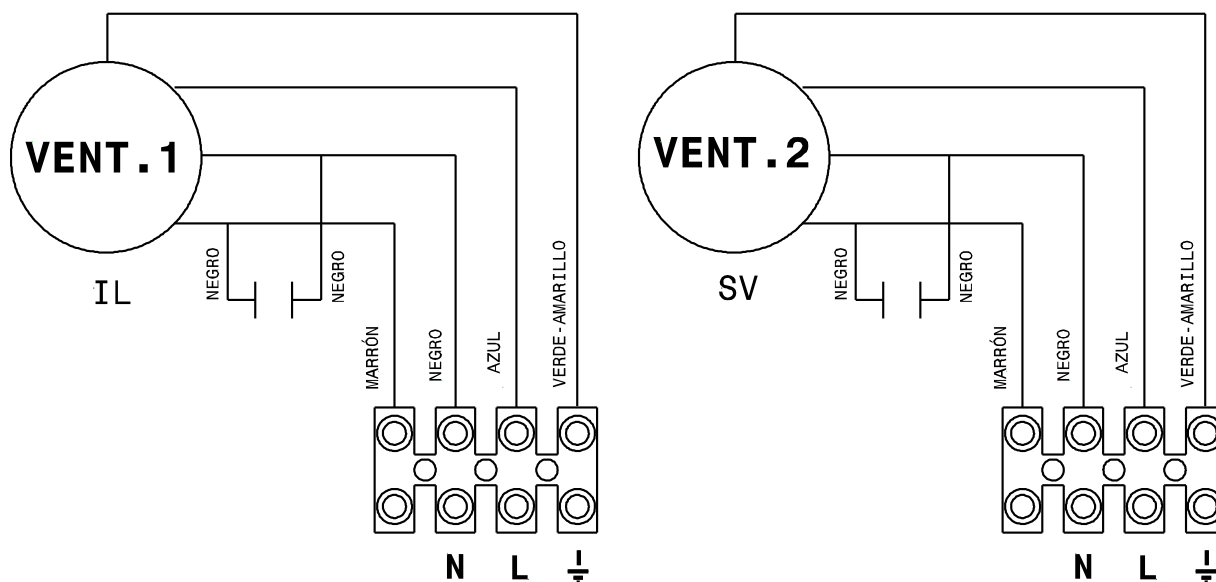 VENT.1
IL
NEGRO
NEGRO
MARRÓN
NEGRO
AZUL
VERDE-AMARILLO
N
L
VENT.2
SV
NEGRO
NEGRO
MARRÓN
NEGRO
AZUL
VERDE-AMARILLO
N
L